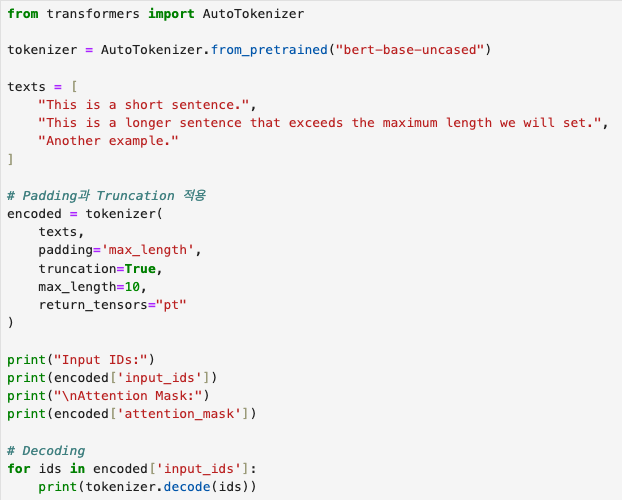 from transformers import AutoTokenizer

tokenizer = AutoTokenizer.from_pretrained("bert-base-uncased")

texts = [
    "This is a short sentence.",
    "This is a longer sentence that exceeds the maximum length we will set.",
    "Another example."
]

# Padding과 Truncation 적용
encoded = tokenizer(
    texts,
    padding='max_length',
    truncation=True,
    max_length=10,
    return_tensors="pt"
)

print("Input IDs:")
print(encoded['input_ids'])
print("\nAttention Mask:")
print(encoded['attention_mask'])

# Decoding
for ids in encoded['input_ids']:
    print(tokenizer.decode(ids))